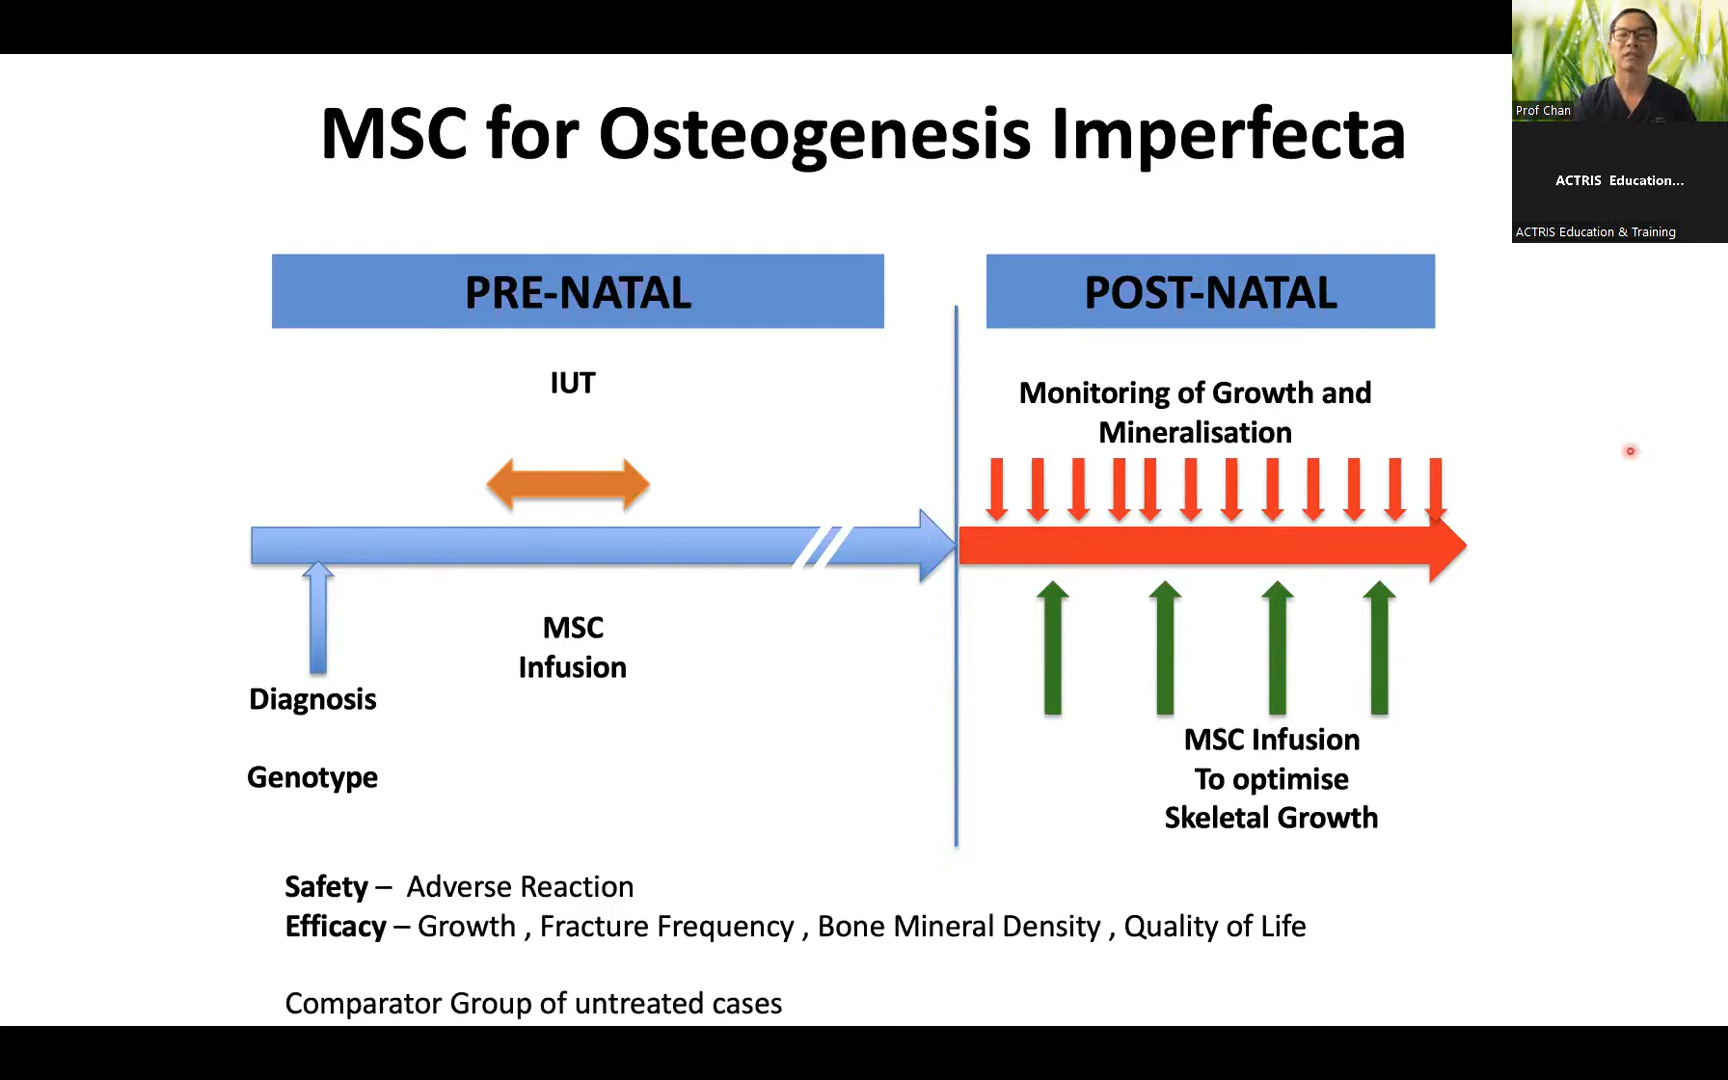 MSC for Osteogenesis Imperfecta
Prof Chan
ACTRIS Education...
ACTRIS Education & Training
PRE-NATAL
POST-NATAL
IUT
Monitoring of Growth and
Mineralisation
MSC
Infusion
Diagnosis
Genotype
MSC Infusion
To optimise
Skeletal Growth
Safety – Adverse Reaction
Efficacy – Growth , Fracture Frequency , Bone Mineral Density , Quality of Life
Comparator Group of untreated cases